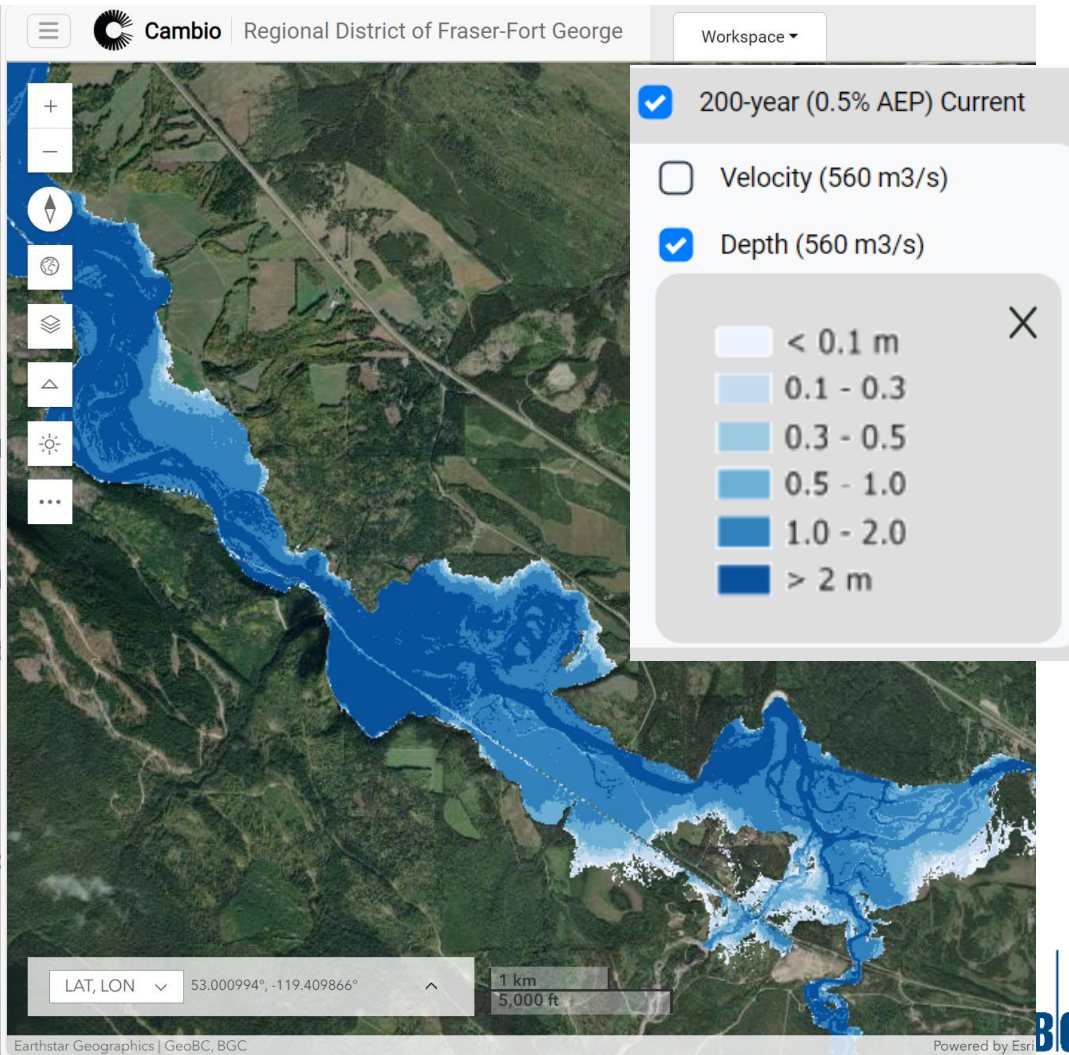 Cambio Regional District of Fraser-Fort George
Workspace
200-year (0.5% AEP) Current
Velocity (560 m3/s)
Depth (560 m3/s)
< 0.1 m
0.1 - 0.3
0.3 - 0.5
0.5 - 1.0
1.0 - 2.0
> 2 m
LAT, LON
53.000994°, -119.409866°
1 km
5,000 ft
Earthstar Geographics | GeoBC, BGC
Powered by Esri